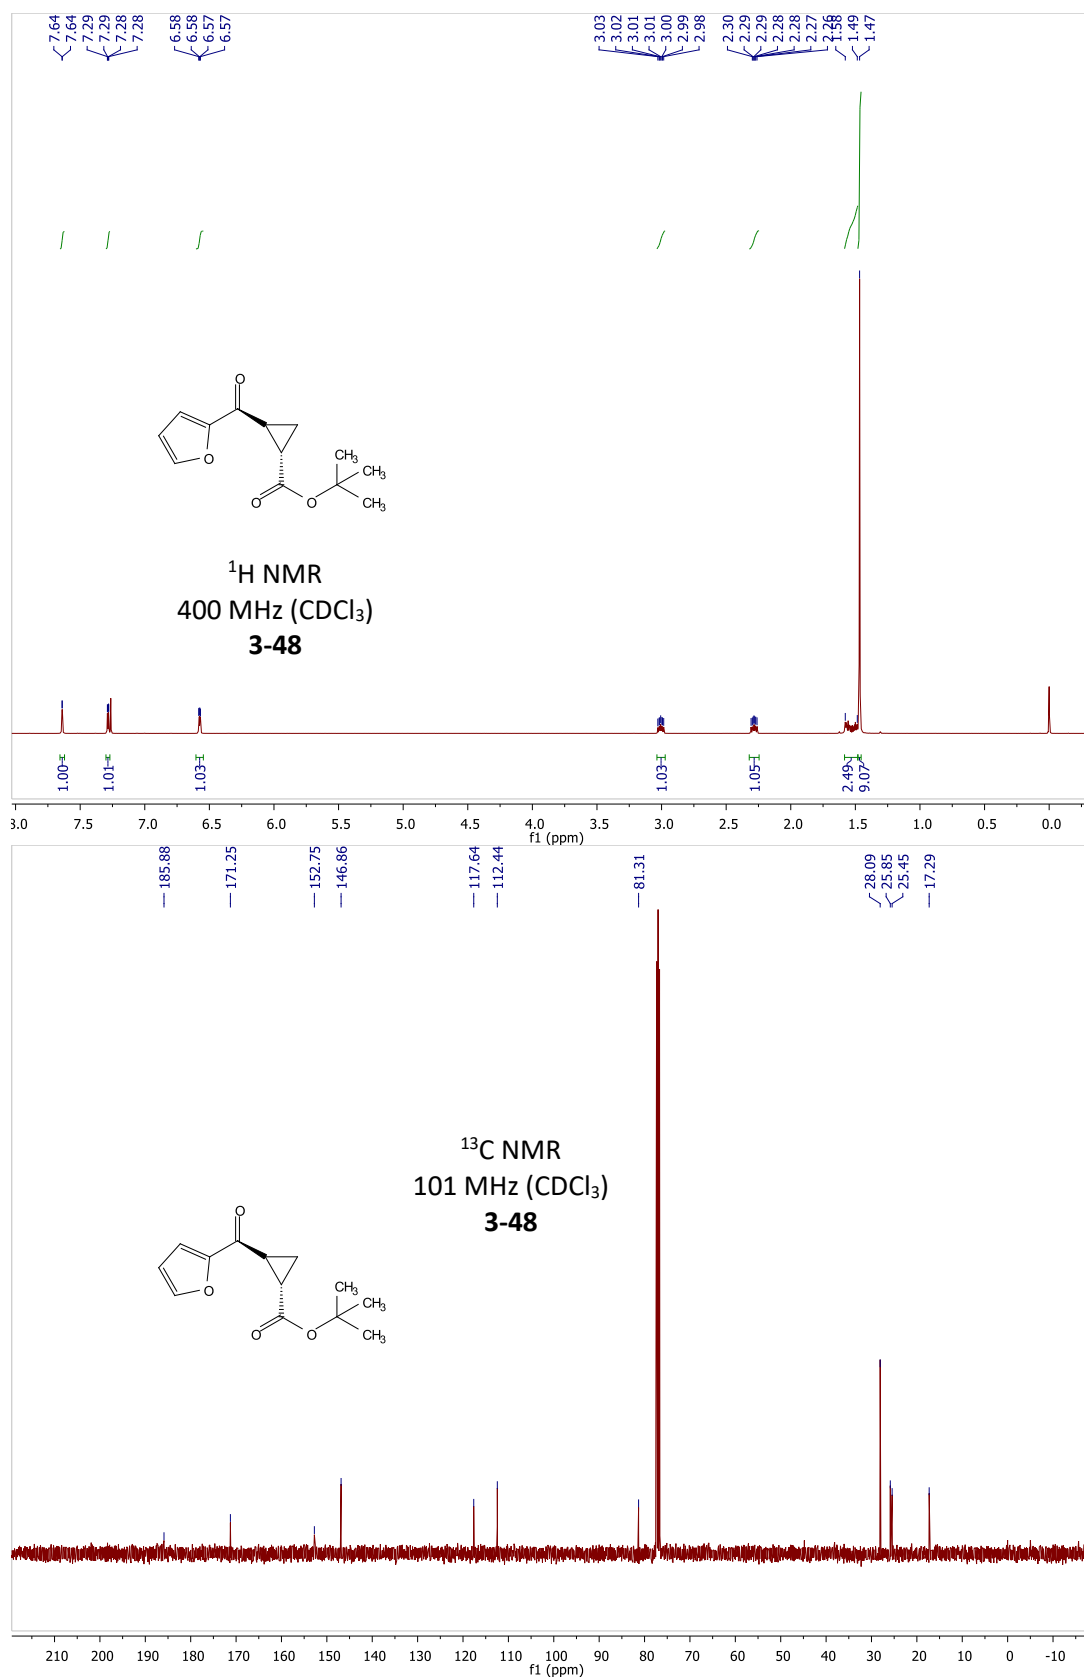 7.64 7.64 7.29 7.29 7.28 7.28 6.58 6.58 6.57 6.57 3.03 3.02 3.01 3.01 3.00 2.99 2.98 2.30 2.29 2.29 2.28 2.28 2.27 2.26 1.58 1.49 1.47
O
O
CH3
CH3
O
O
CH3
1H NMR
400 MHz (CDCl3)
3-48
1.00 1.01 1.03 1.03 1.05 2.49 9.07
8.0 7.5 7.0 6.5 6.0 5.5 5.0 4.5 4.0 3.5 3.0 2.5 2.0 1.5 1.0 0.5 0.0
f1 (ppm)
185.88 171.25 152.75 146.86 117.64 112.44 81.31 28.09 25.85 25.45 17.29
13C NMR
101 MHz (CDCl3)
3-48
O
O
CH3
CH3
O
O
CH3
210 200 190 180 170 160 150 140 130 120 110 100 90 80 70 60 50 40 30 20 10 0 -10
f1 (ppm)